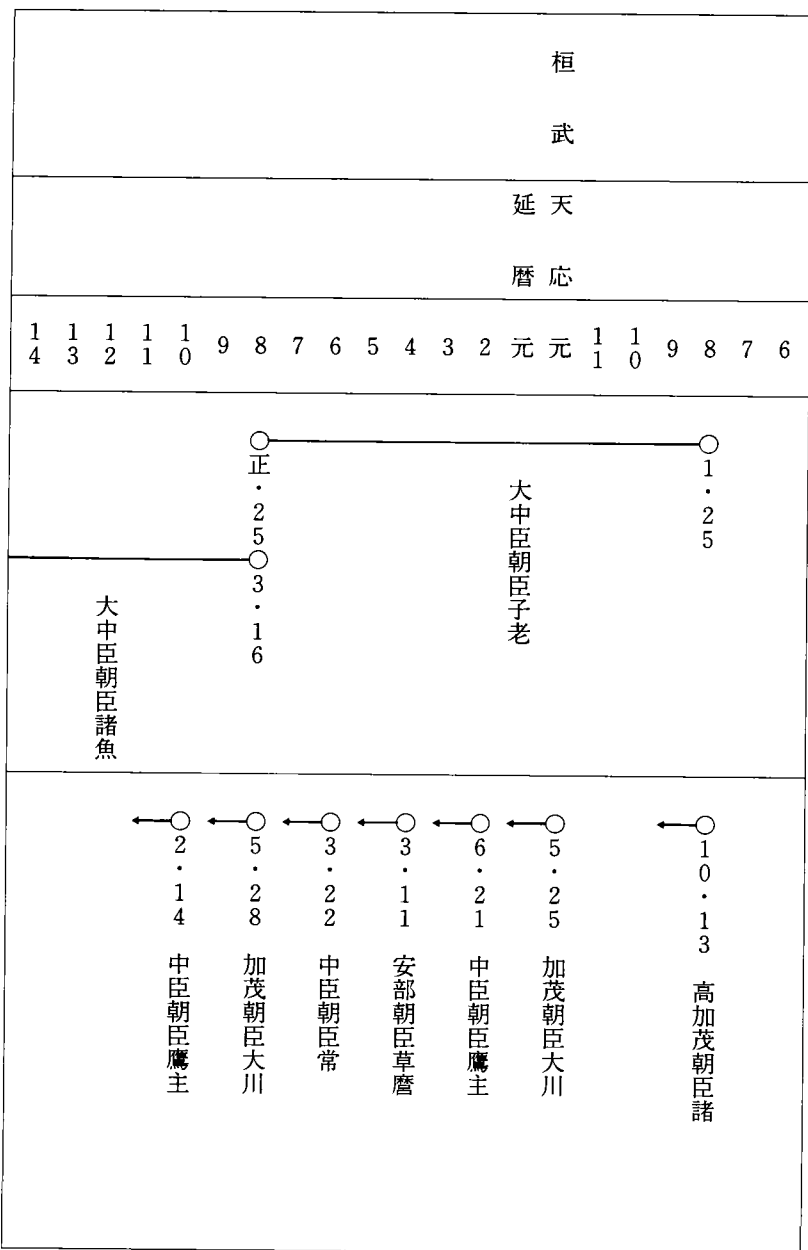 桓武
天応
延暦
6
7
8
9
10
11
元
元
2
3
4
5
6
7
8
9
10
11
12
13
14
1・25
大中臣朝臣子老
正・25
3・16
大中臣朝臣諸魚
10・13 高加茂朝臣諸
5・25 加茂朝臣大川
6・21 中臣朝臣鷹主
3・11 安部朝臣草麿
3・22 中臣朝臣常
5・28 加茂朝臣大川
2・14 中臣朝臣鷹主